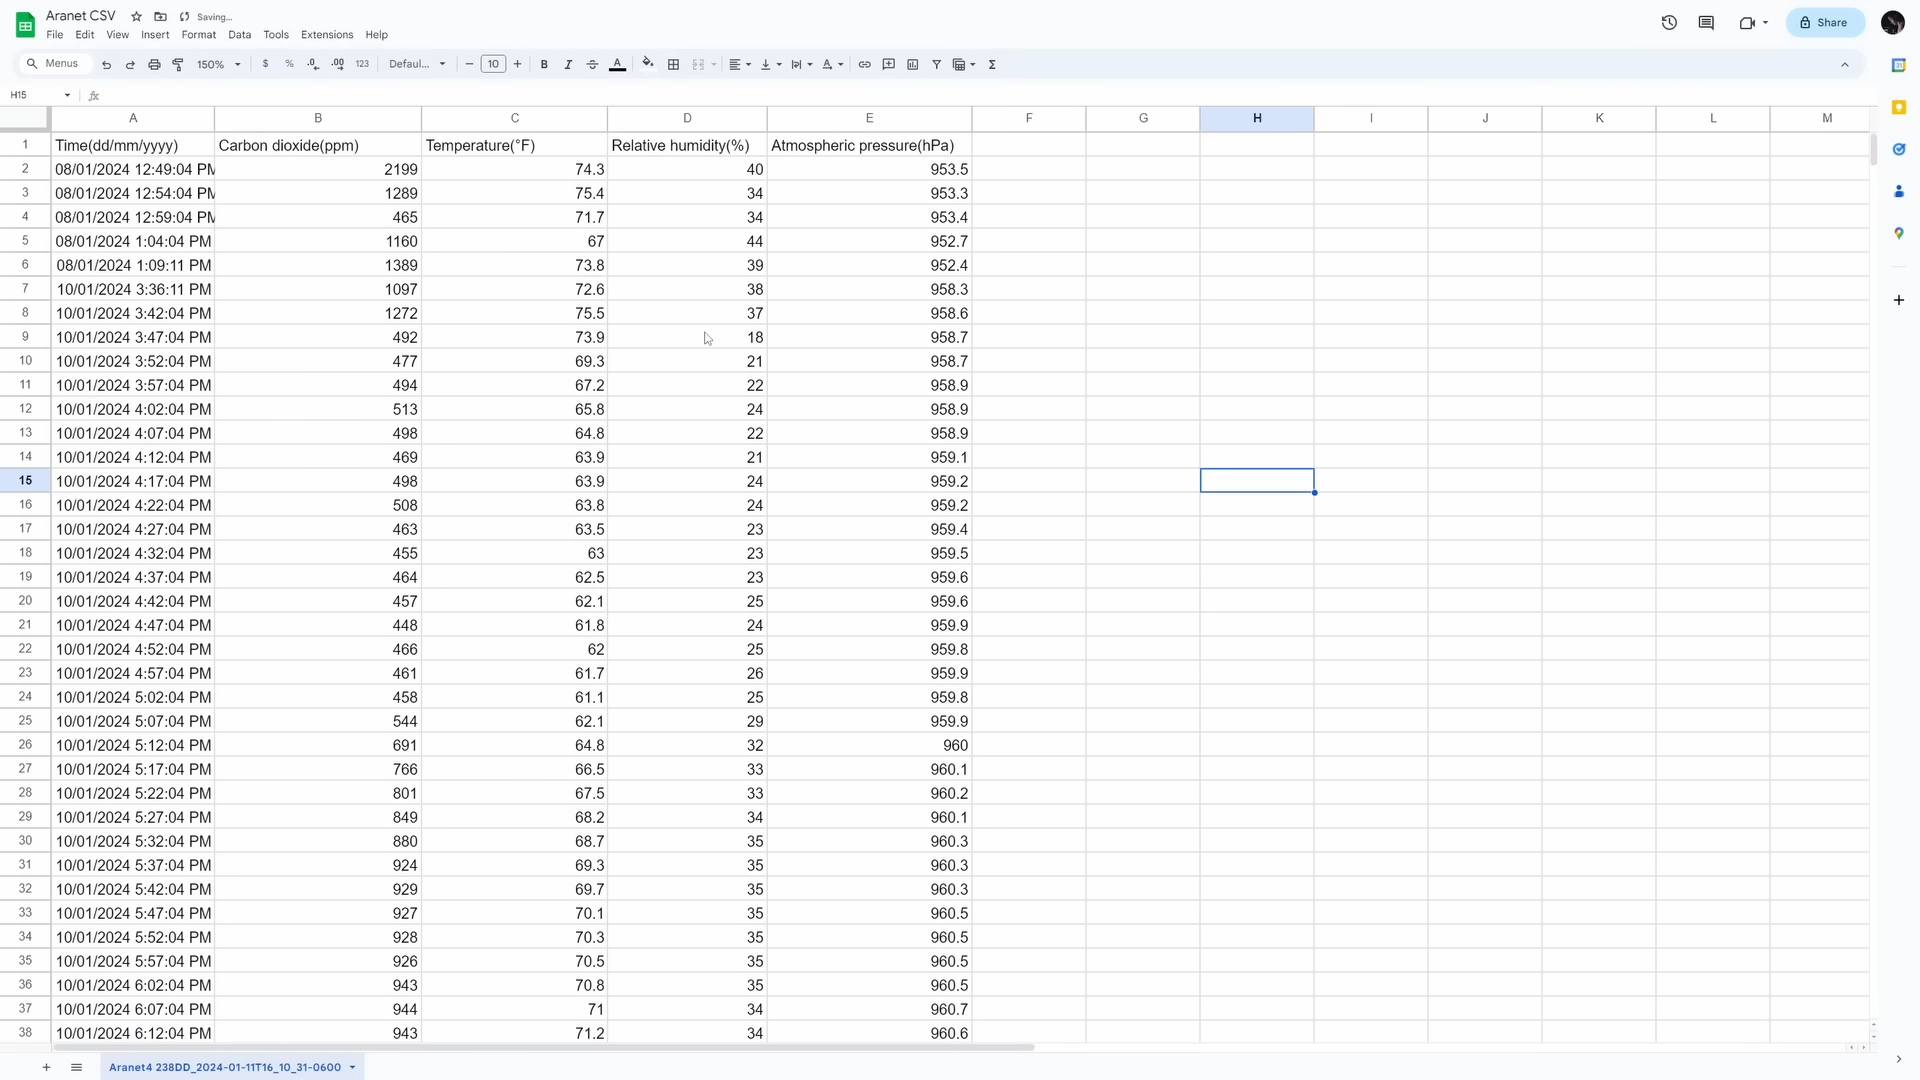 Aranet CSV Saving...
File Edit View Insert Format Data Tools Extensions Help
Share
Menus 150% $ % .0 .00 123 Defaul... 10 B I A
H15 fx
A B C D E F G H I J K L M
1 Time(dd/mm/yyyy) Carbon dioxide(ppm) Temperature(°F) Relative humidity(%) Atmospheric pressure(hPa)
2 08/01/2024 12:49:04 PM 2199 74.3 40 953.5
3 08/01/2024 12:54:04 PM 1289 75.4 34 953.3
4 08/01/2024 12:59:04 PM 465 71.7 34 953.4
5 08/01/2024 1:04:04 PM 1160 67 44 952.7
6 08/01/2024 1:09:11 PM 1389 73.8 39 952.4
7 10/01/2024 3:36:11 PM 1097 72.6 38 958.3
8 10/01/2024 3:42:04 PM 1272 75.5 37 958.6
9 10/01/2024 3:47:04 PM 492 73.9 18 958.7
10 10/01/2024 3:52:04 PM 477 69.3 21 958.7
11 10/01/2024 3:57:04 PM 494 67.2 22 958.9
12 10/01/2024 4:02:04 PM 513 65.8 24 958.9
13 10/01/2024 4:07:04 PM 498 64.8 22 958.9
14 10/01/2024 4:12:04 PM 469 63.9 21 959.1
15 10/01/2024 4:17:04 PM 498 63.9 24 959.2
16 10/01/2024 4:22:04 PM 508 63.8 24 959.2
17 10/01/2024 4:27:04 PM 463 63.5 23 959.4
18 10/01/2024 4:32:04 PM 455 63 23 959.5
19 10/01/2024 4:37:04 PM 464 62.5 23 959.6
20 10/01/2024 4:42:04 PM 457 62.1 25 959.6
21 10/01/2024 4:47:04 PM 448 61.8 24 959.9
22 10/01/2024 4:52:04 PM 466 62 25 959.8
23 10/01/2024 4:57:04 PM 461 61.7 26 959.9
24 10/01/2024 5:02:04 PM 458 61.1 25 959.8
25 10/01/2024 5:07:04 PM 544 62.1 29 959.9
26 10/01/2024 5:12:04 PM 691 64.8 32 960
27 10/01/2024 5:17:04 PM 766 66.5 33 960.1
28 10/01/2024 5:22:04 PM 801 67.5 33 960.2
29 10/01/2024 5:27:04 PM 849 68.2 34 960.1
30 10/01/2024 5:32:04 PM 880 68.7 35 960.3
31 10/01/2024 5:37:04 PM 924 69.3 35 960.3
32 10/01/2024 5:42:04 PM 929 69.7 35 960.3
33 10/01/2024 5:47:04 PM 927 70.1 35 960.5
34 10/01/2024 5:52:04 PM 928 70.3 35 960.5
35 10/01/2024 5:57:04 PM 926 70.5 35 960.5
36 10/01/2024 6:02:04 PM 943 70.8 35 960.5
37 10/01/2024 6:07:04 PM 944 71 34 960.7
38 10/01/2024 6:12:04 PM 943 71.2 34 960.6
Aranet4 238DD_2024-01-11T16_10_31-0600